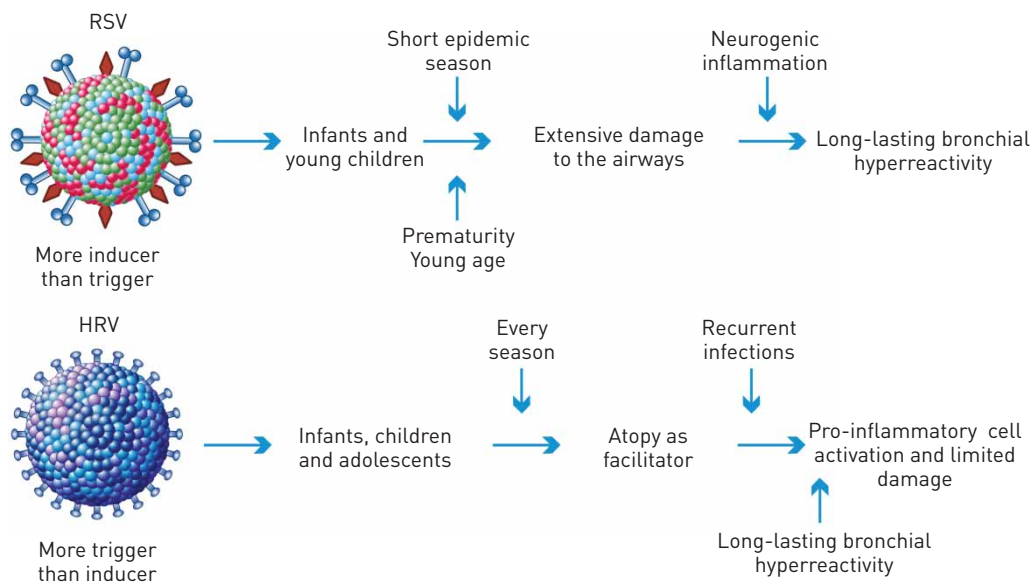 RSV
Short epidemic
season
Neurogenic
inflammation
Infants and
young children
Extensive damage
to the airways
Long-lasting bronchial
hyperreactivity
Prematurity
Young age
More inducer
than trigger
HRV
Every
season
Recurrent
infections
Infants, children
and adolescents
Atopy as
facilitator
Pro-inflammatory cell
activation and limited
damage
Long-lasting bronchial
hyperreactivity
More trigger
than inducer